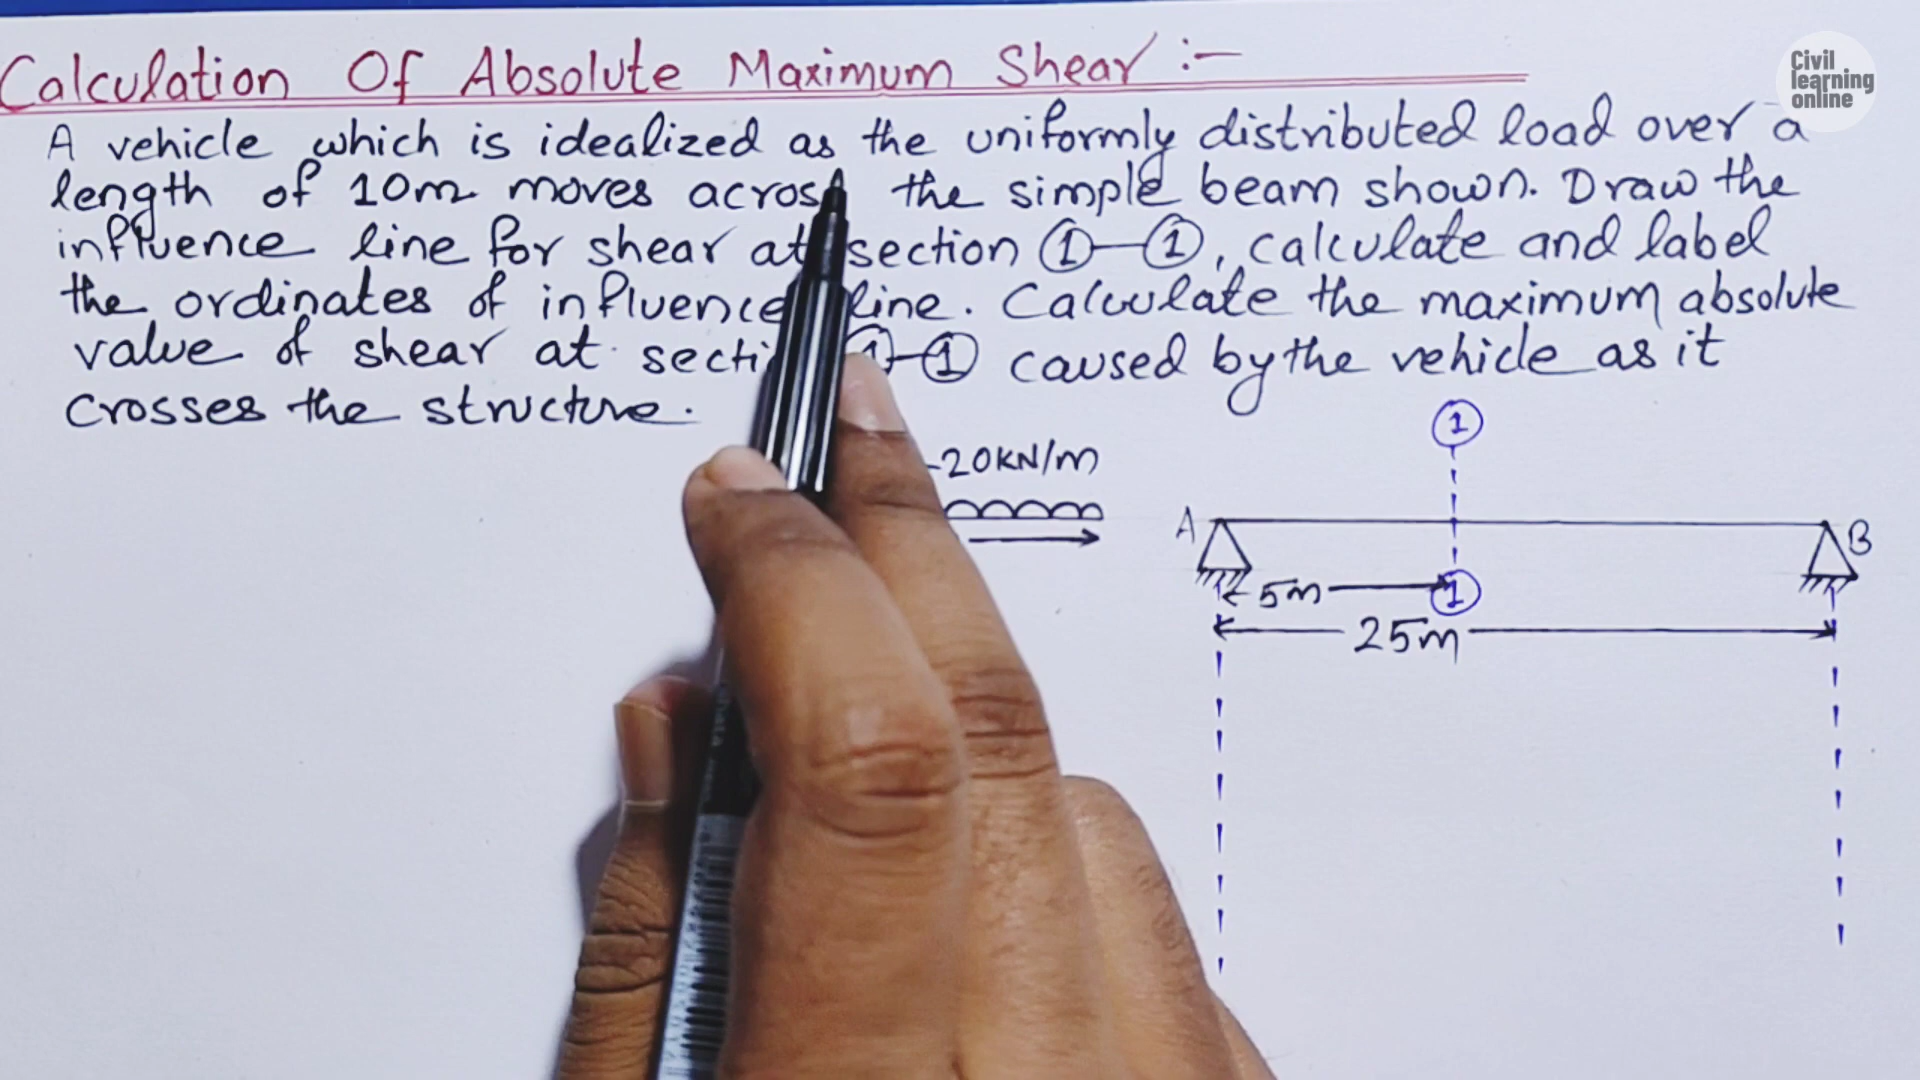 Calculation Of Absolute Maximum Shear :-
A vehicle which is idealized as the uniformly distributed load over a
length of 10m moves across the simple beam shown. Draw the
influence line for shear at section ①—①, calculate and label
the ordinates of influence line. Calculate the maximum absolute
value of shear at secti ①-① caused by the vehicle as it
crosses the structure.
①
20KN/m
A
B
5m
①
25m
Civil
learning
online